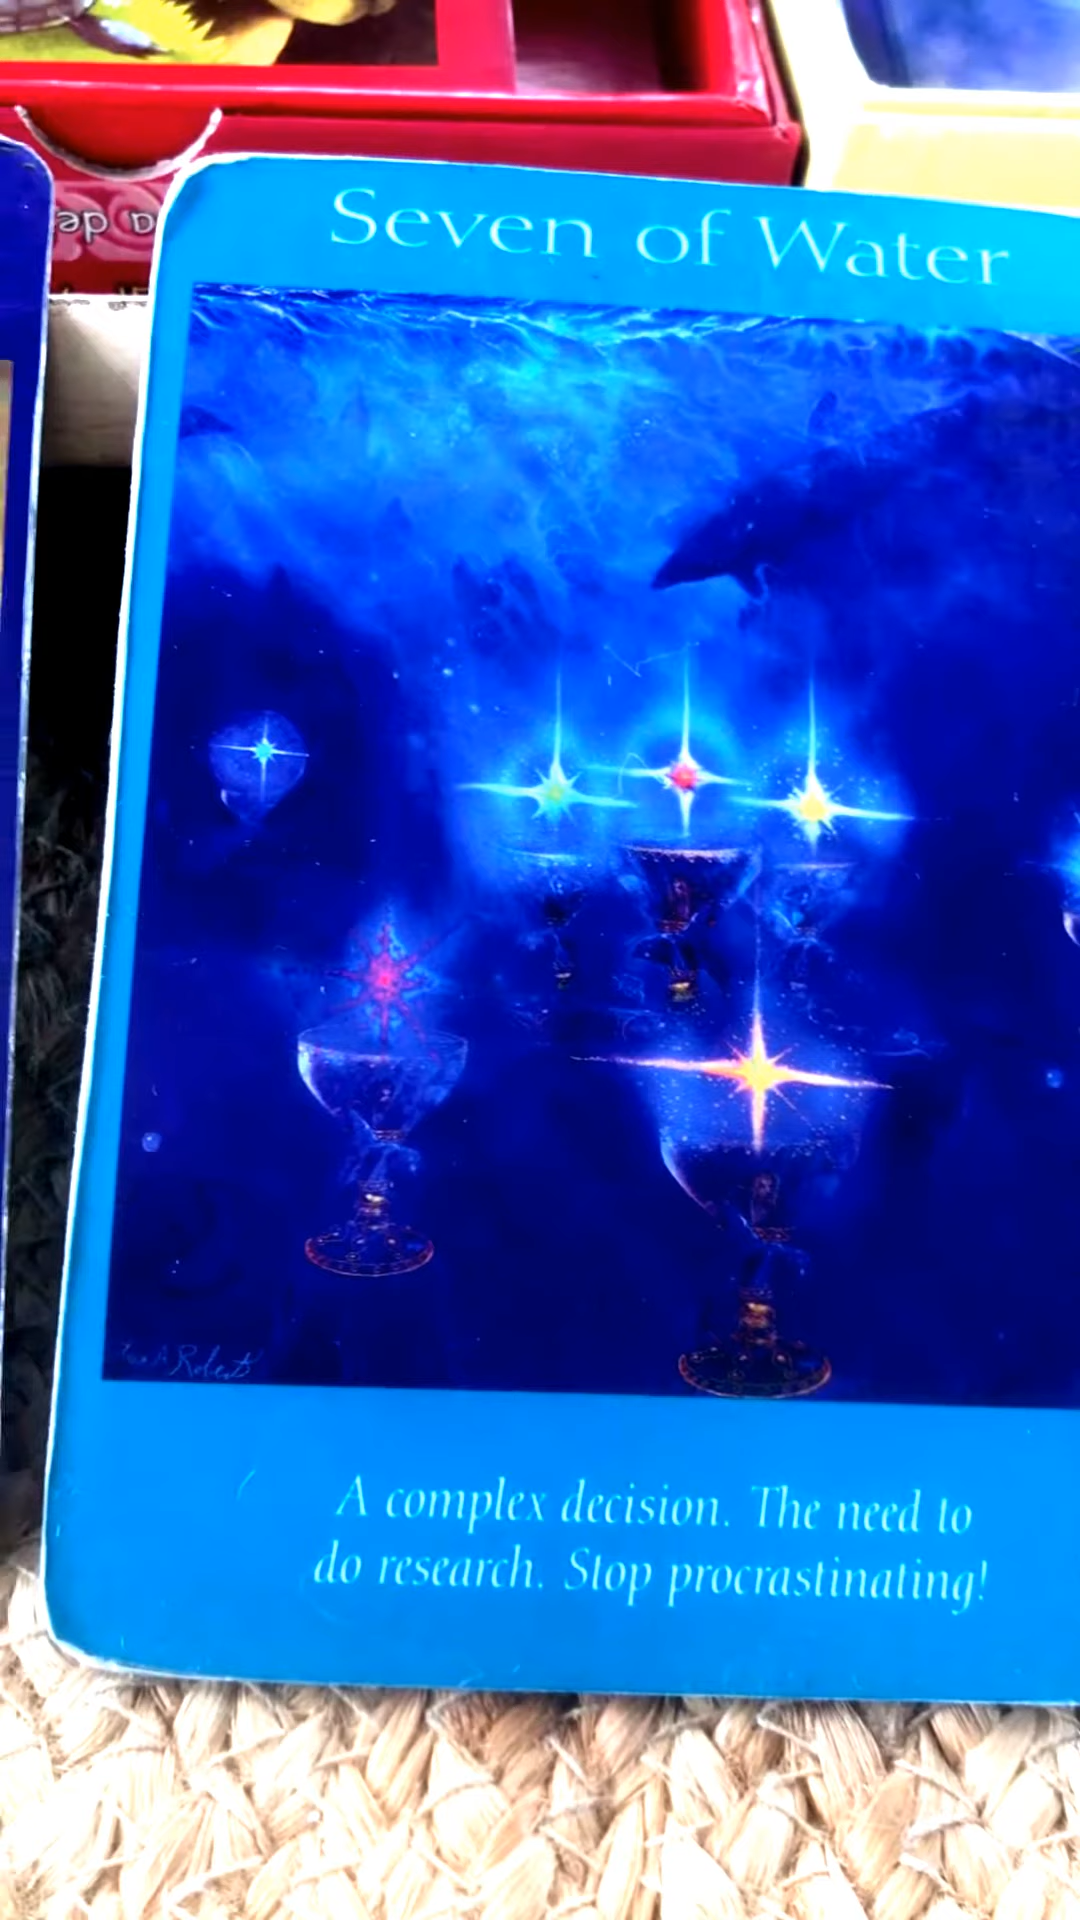 Seven of Water
A complex decision. The need to
do research. Stop procrastinating!